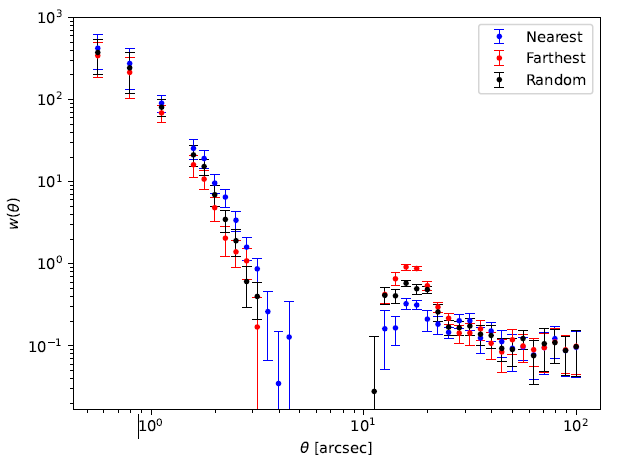 10³
10²
10¹
10⁰
10⁻¹
w(θ)
Nearest
Farthest
Random
10⁰ 10¹ 10²
θ [arcsec]